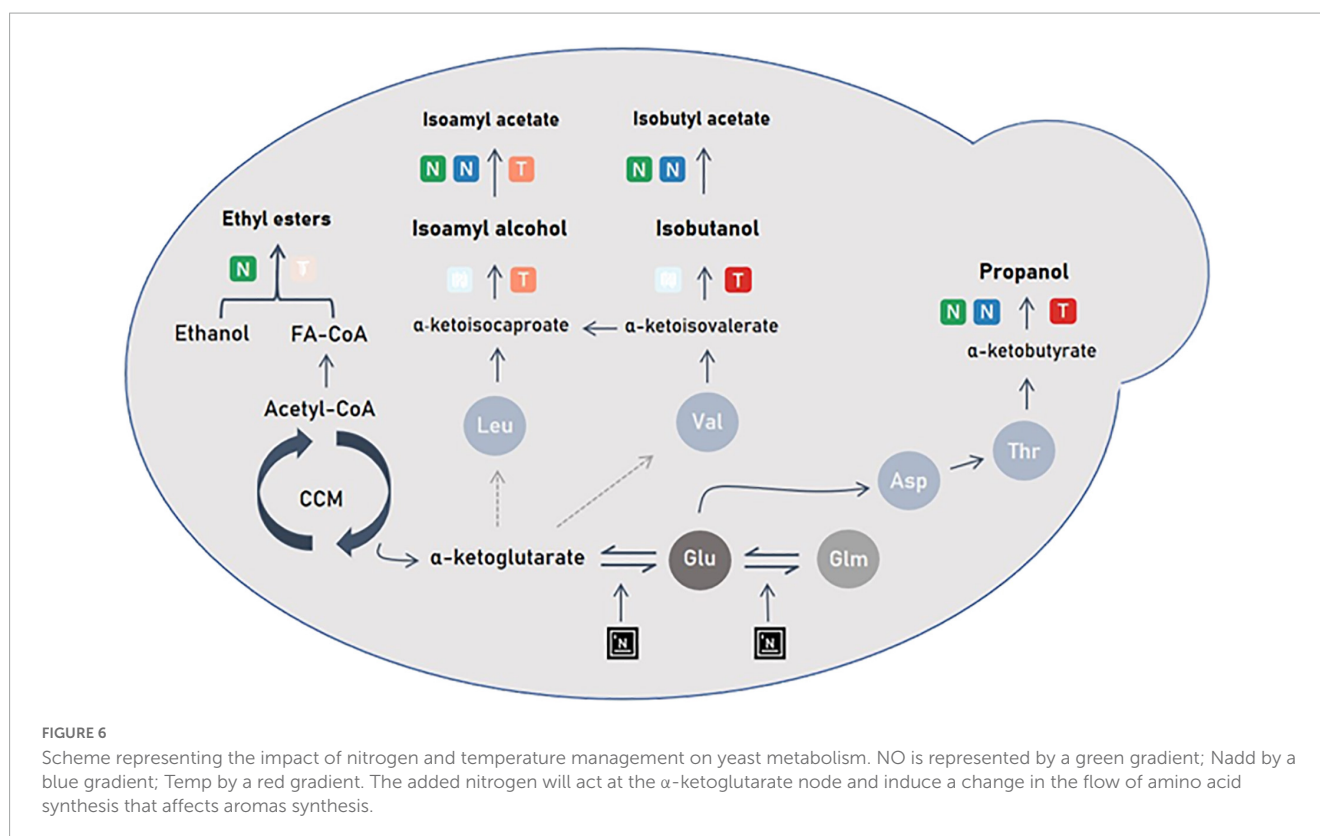 Isoamyl acetate Isobutyl acetate
N N T N N
Ethyl esters Isoamyl alcohol Isobutanol
N T N T N T Propanol
N N T
Ethanol FA-CoA α-ketoisocaproate α-ketoisovalerate
α-ketobutyrate
Acetyl-CoA Leu Val
Thr
Asp
CCM
α-ketoglutarate Glu Glm
N N
FIGURE 6
Scheme representing the impact of nitrogen and temperature management on yeast metabolism. NO is represented by a green gradient; Nadd by a
blue gradient; Temp by a red gradient. The added nitrogen will act at the α-ketoglutarate node and induce a change in the flow of amino acid
synthesis that affects aromas synthesis.